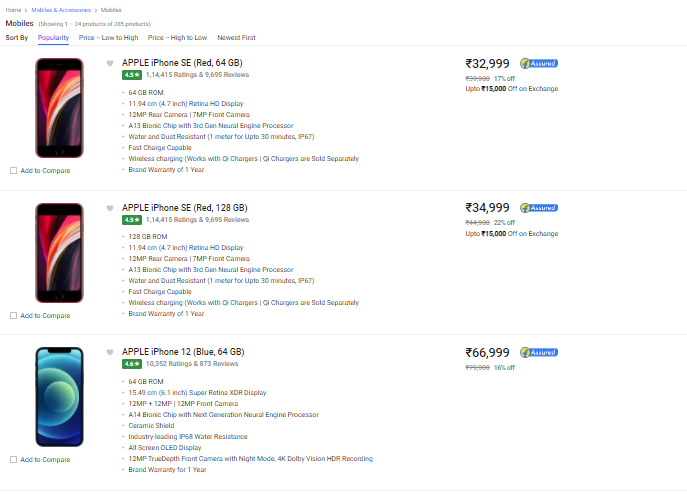 Home > Mobiles & Accessories > Mobiles
Mobiles (Showing 1 – 24 products of 285 products)
Sort By Popularity Price -- Low to High Price -- High to Low Newest First
APPLE iPhone SE (Red, 64 GB)
4.5★ 1,14,415 Ratings & 9,695 Reviews
64 GB ROM
11.94 cm (4.7 inch) Retina HD Display
12MP Rear Camera | 7MP Front Camera
A13 Bionic Chip with 3rd Gen Neural Engine Processor
Water and Dust Resistant (1 meter for Upto 30 minutes, IP67)
Fast Charge Capable
Wireless charging (Works with Qi Chargers | Qi Chargers are Sold Separately
Brand Warranty of 1 Year
₹32,999 Assured
₹39,900 17% off
Upto ₹15,000 Off on Exchange
Add to Compare
APPLE iPhone SE (Red, 128 GB)
4.5★ 1,14,415 Ratings & 9,695 Reviews
128 GB ROM
11.94 cm (4.7 inch) Retina HD Display
12MP Rear Camera | 7MP Front Camera
A13 Bionic Chip with 3rd Gen Neural Engine Processor
Water and Dust Resistant (1 meter for Upto 30 minutes, IP67)
Fast Charge Capable
Wireless charging (Works with Qi Chargers | Qi Chargers are Sold Separately
Brand Warranty of 1 Year
₹34,999 Assured
₹44,900 22% off
Upto ₹15,000 Off on Exchange
Add to Compare
APPLE iPhone 12 (Blue, 64 GB)
4.6★ 10,352 Ratings & 873 Reviews
64 GB ROM
15.49 cm (6.1 inch) Super Retina XDR Display
12MP + 12MP | 12MP Front Camera
A14 Bionic Chip with Next Generation Neural Engine Processor
Ceramic Shield
Industry-leading IP68 Water Resistance
All Screen OLED Display
12MP TrueDepth Front Camera with Night Mode, 4K Dolby Vision HDR Recording
Brand Warranty for 1 Year
₹66,999 Assured
₹79,900 16% off
Add to Compare